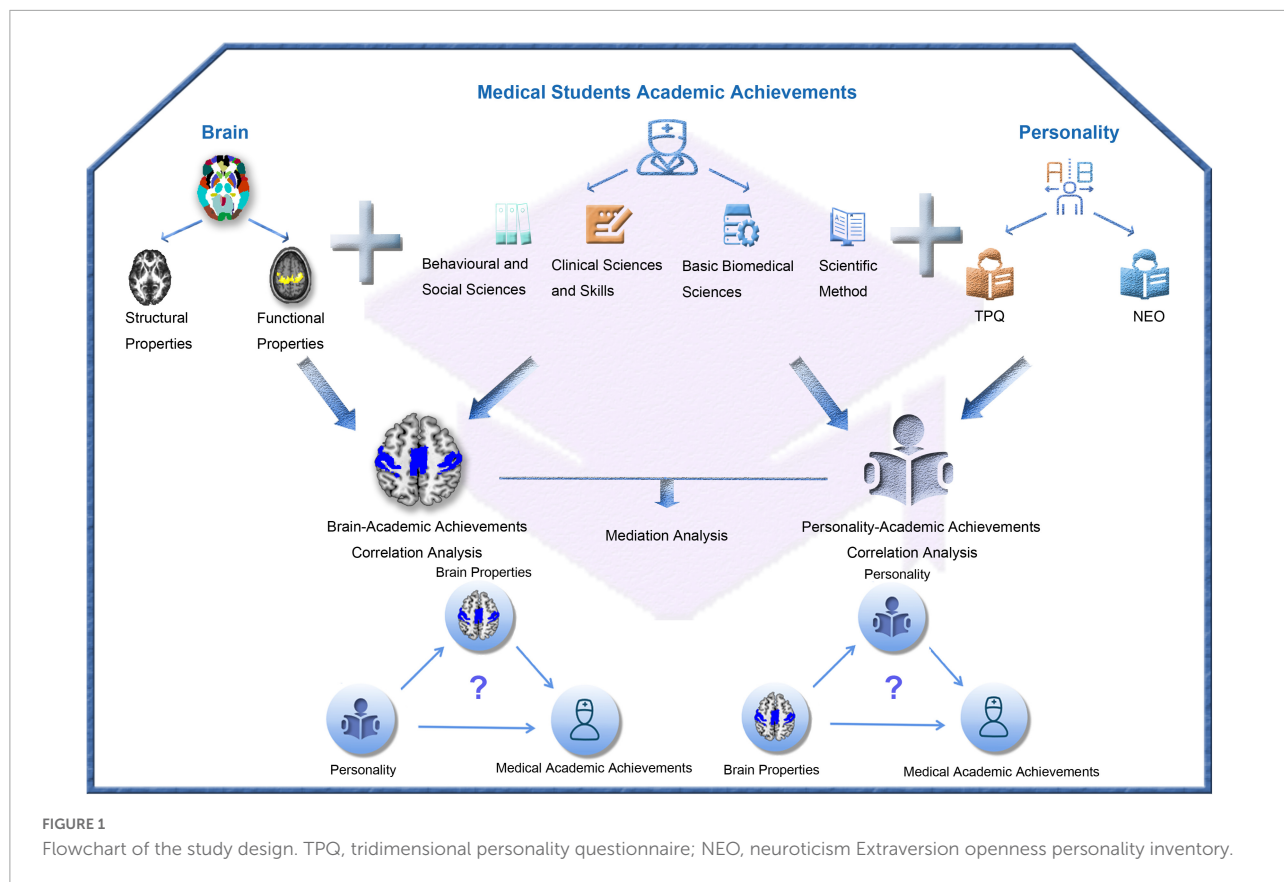 Medical Students Academic Achievements
Brain
Personality
A B
Behavioural and
Social Sciences
Clinical Sciences
and Skills
Basic Biomedical
Sciences
Scientific
Method
Structural
Properties
Functional
Properties
TPQ
NEO
Brain-Academic Achievements
Correlation Analysis
Mediation Analysis
Personality-Academic Achievements
Correlation Analysis
Brain Properties
?
Personality
Medical Academic Achievements
Personality
?
Brain Properties
Medical Academic Achievements
FIGURE 1
Flowchart of the study design. TPQ, tridimensional personality questionnaire; NEO, neuroticism Extraversion openness personality inventory.